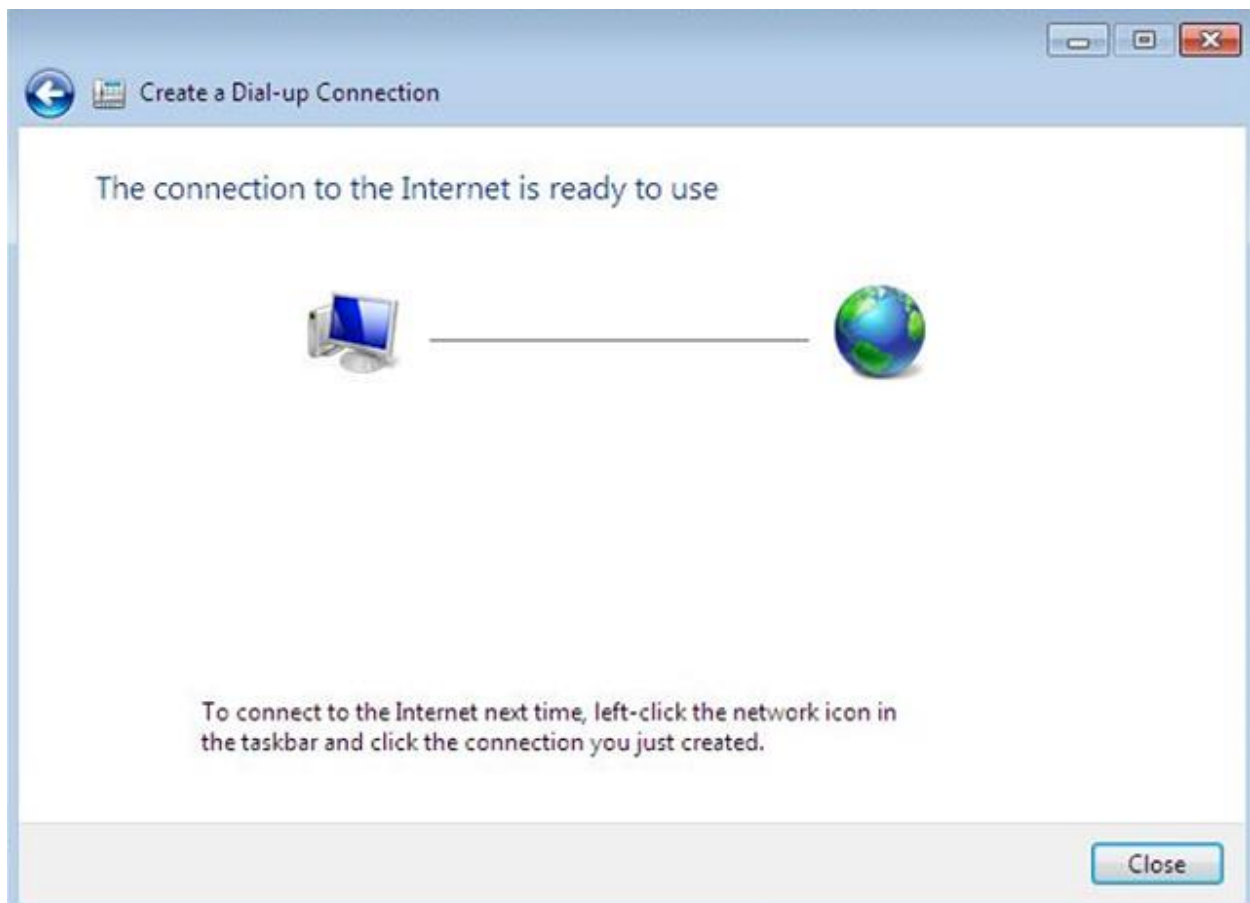 Create a Dial-up Connection
The connection to the Internet is ready to use
To connect to the Internet next time, left-click the network icon in
the taskbar and click the connection you just created.
Close